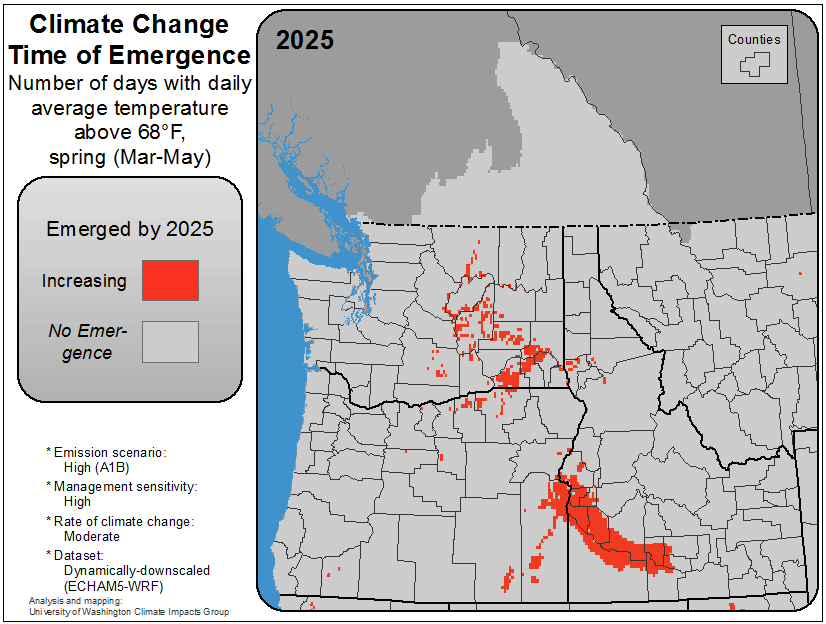 Climate Change
Time of Emergence
Number of days with daily
average temperature
above 68°F,
spring (Mar-May)
Emerged by 2025
Increasing
No Emer-
gence
* Emission scenario:
High (A1B)
* Management sensitivity:
High
* Rate of climate change:
Moderate
* Dataset:
Dynamically-downscaled
(ECHAM5-WRF)
Analysis and mapping:
University of Washington Climate Impacts Group
2025
Counties